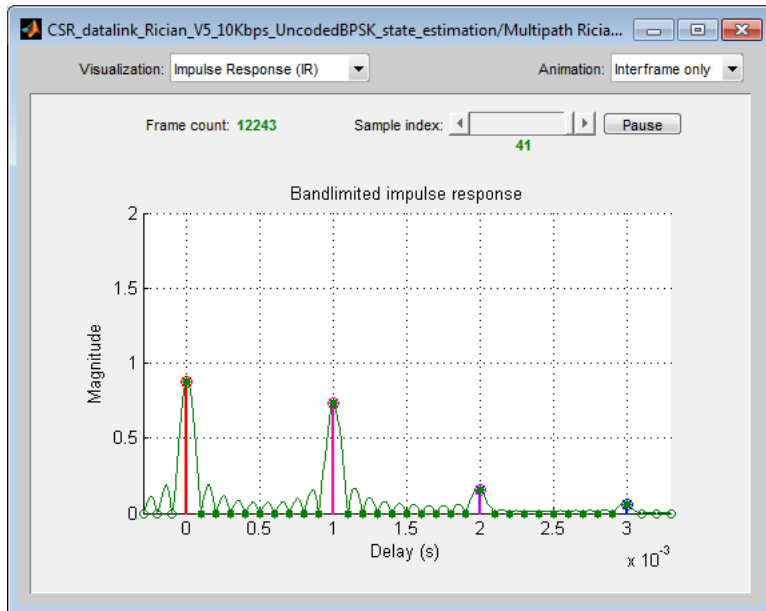 CSR_datalink_Rician_V5_10Kbps_UncodedBPSK_state_estimation/Multipath Ricia...
Visualization: Impulse Response (IR) Animation: Interframe only
Frame count: 12243 Sample index: Pause
41
Bandlimited impulse response
2
1.5
1
0.5
0
Magnitude
0 0.5 1 1.5 2 2.5 3
Delay (s)
x 10^-3